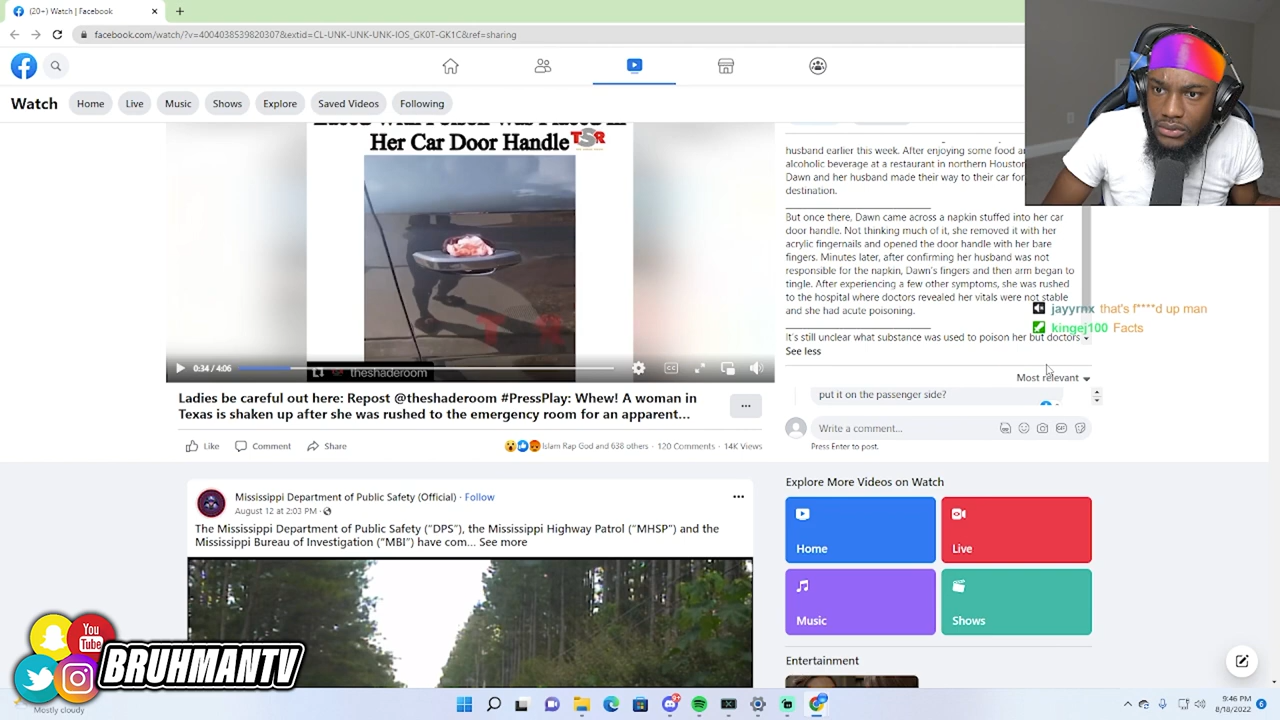 (20+) Watch | Facebook
facebook.com/watch/?v=4004038539820307&extid=CL-UNK-UNK-UNK-IOS_GK0T-GK1C&ref=sharing
Watch
Home
Live
Music
Shows
Explore
Saved Videos
Following
Her Car Door Handle TSR
husband earlier this week. After enjoying some food
alcoholic beverage at a restaurant in northern Houston
Dawn and her husband made their way to their car for
destination.
But once there, Dawn came across a napkin stuffed into her car
door handle. Not thinking much of it, she removed it with her
acrylic fingernails and opened the door handle with her bare
fingers. Minutes later, after confirming her husband was not
responsible for the napkin, Dawn's fingers and then arm began to
tingle. After experiencing a few other symptoms, she was rushed
to the hospital where doctors revealed her vitals were not stable
and she had acute poisoning.
It's still unclear what substance was used to poison her but doctors
See less
jayyrnx that's f****d up man
kingej100 Facts
Most relevant
put it on the passenger side?
Write a comment...
Press Enter to post.
0:34 / 4:06
theshaderoom
Ladies be careful out here: Repost @theshaderoom #PressPlay: Whew! A woman in
Texas is shaken up after she was rushed to the emergency room for an apparent...
Like
Comment
Share
Islam Rap God and 638 others · 120 Comments · 14K Views
Mississippi Department of Public Safety (Official) · Follow
August 12 at 2:03 PM ·
The Mississippi Department of Public Safety ("DPS"), the Mississippi Highway Patrol ("MHSP") and the
Mississippi Bureau of Investigation ("MBI") have com... See more
Explore More Videos on Watch
Home
Live
Music
Shows
Entertainment
You
Tube
BRUHMANTV
Mostly cloudy
9:46 PM
8/18/2022